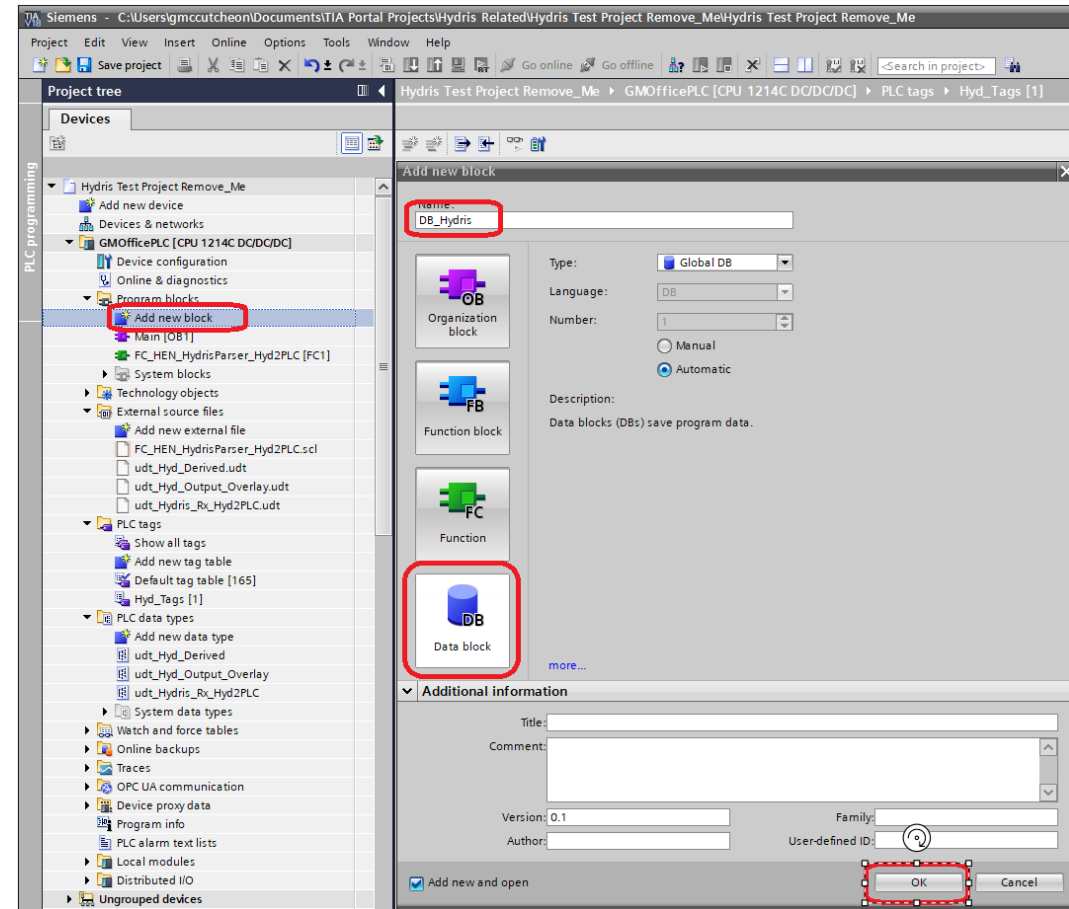 Siemens - C:\Users\gmccutcheon\Documents\TIA Portal Projects\Hydris Related\Hydris Test Project Remove_Me\Hydris Test Project Remove_Me
Project Edit View Insert Online Options Tools Window Help
Save project Go online Go offline <Search in project>
Project tree
Hydris Test Project Remove_Me GMOfficePLC [CPU 1214C DC/DC/DC] PLC tags Hyd_Tags [1]
Devices
PLC programming
Hydris Test Project Remove_Me
Add new device
Devices & networks
GMOfficePLC [CPU 1214C DC/DC/DC]
Device configuration
Online & diagnostics
Program blocks
Add new block
Main [OB1]
FC_HEN_HydrisParser_Hyd2PLC [FC1]
System blocks
Technology objects
External source files
Add new external file
FC_HEN_HydrisParser_Hyd2PLC.scl
udt_Hyd_Derived.udt
udt_Hyd_Output_Overlay.udt
udt_Hydris_Rx_Hyd2PLC.udt
PLC tags
Show all tags
Add new tag table
Default tag table [165]
Hyd_Tags [1]
PLC data types
Add new data type
udt_Hyd_Derived
udt_Hyd_Output_Overlay
udt_Hydris_Rx_Hyd2PLC
System data types
Watch and force tables
Online backups
Traces
OPC UA communication
Device proxy data
Program info
PLC alarm text lists
Local modules
Distributed I/O
Ungrouped devices
Add new block
Name:
DB_Hydris
OB
Organization
block
FB
Function block
FC
Function
DB
Data block
Type: Global DB
Language: DB
Number: 1
Manual
Automatic
Description:
Data blocks (DBs) save program data.
more...
Additional information
Title:
Comment:
Version: 0.1 Family:
Author: User-defined ID:
Add new and open OK Cancel